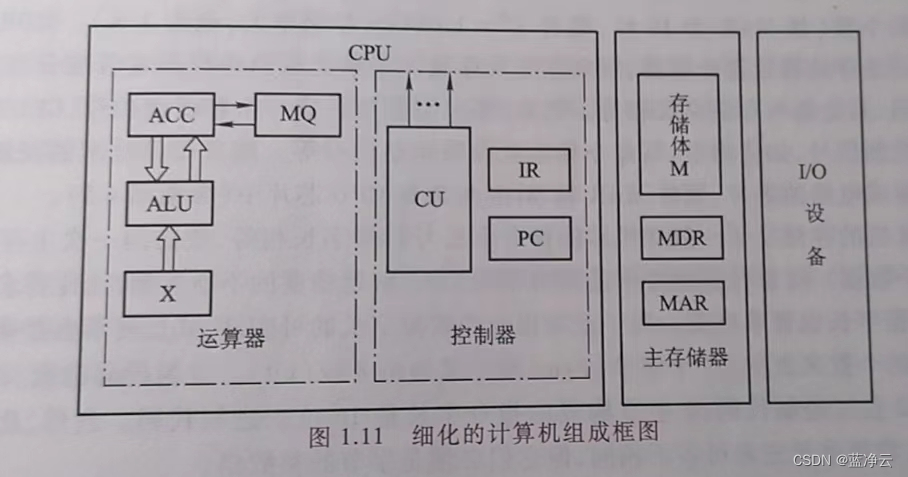 CPU
ACC
MQ
ALU
X
运算器
...
CU
IR
PC
控制器
存储体M
MDR
MAR
主存储器
I/O
设备
图 1.11 细化的计算机组成框图
CSDN @蓝净云